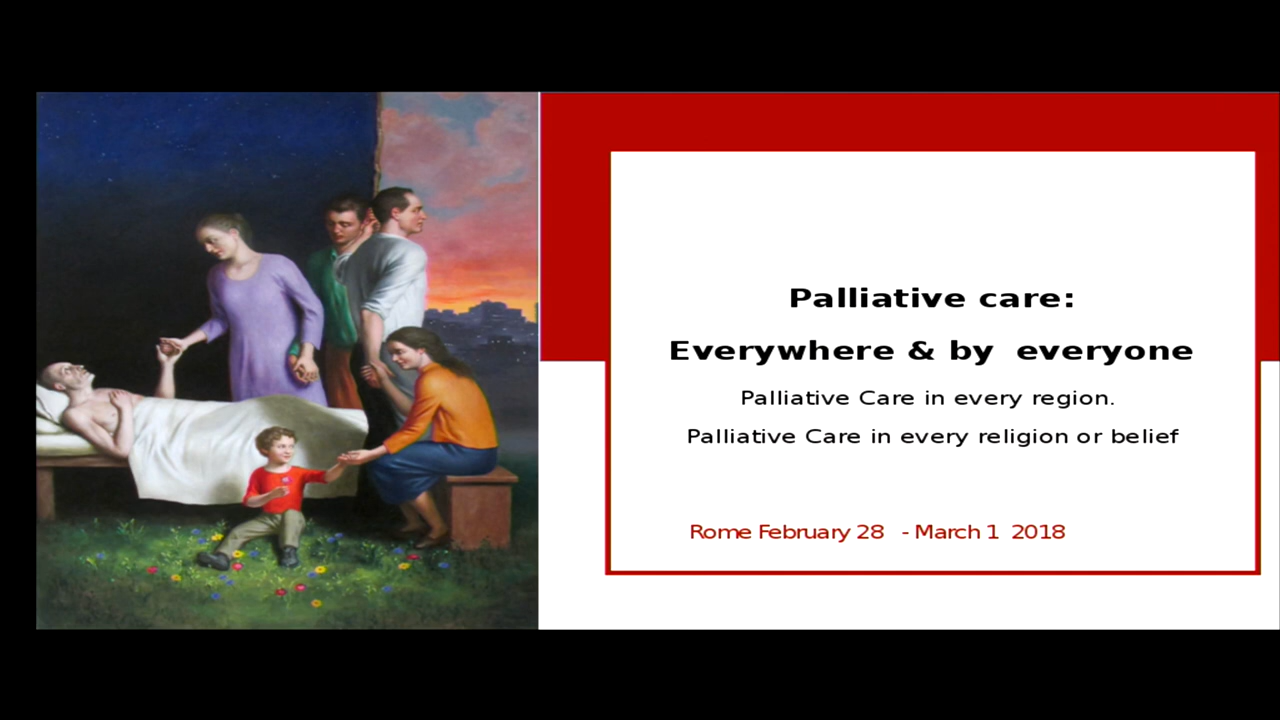 Palliative care:
Everywhere & by everyone
Palliative Care in every region.
Palliative Care in every religion or belief
Rome February 28 - March 1 2018